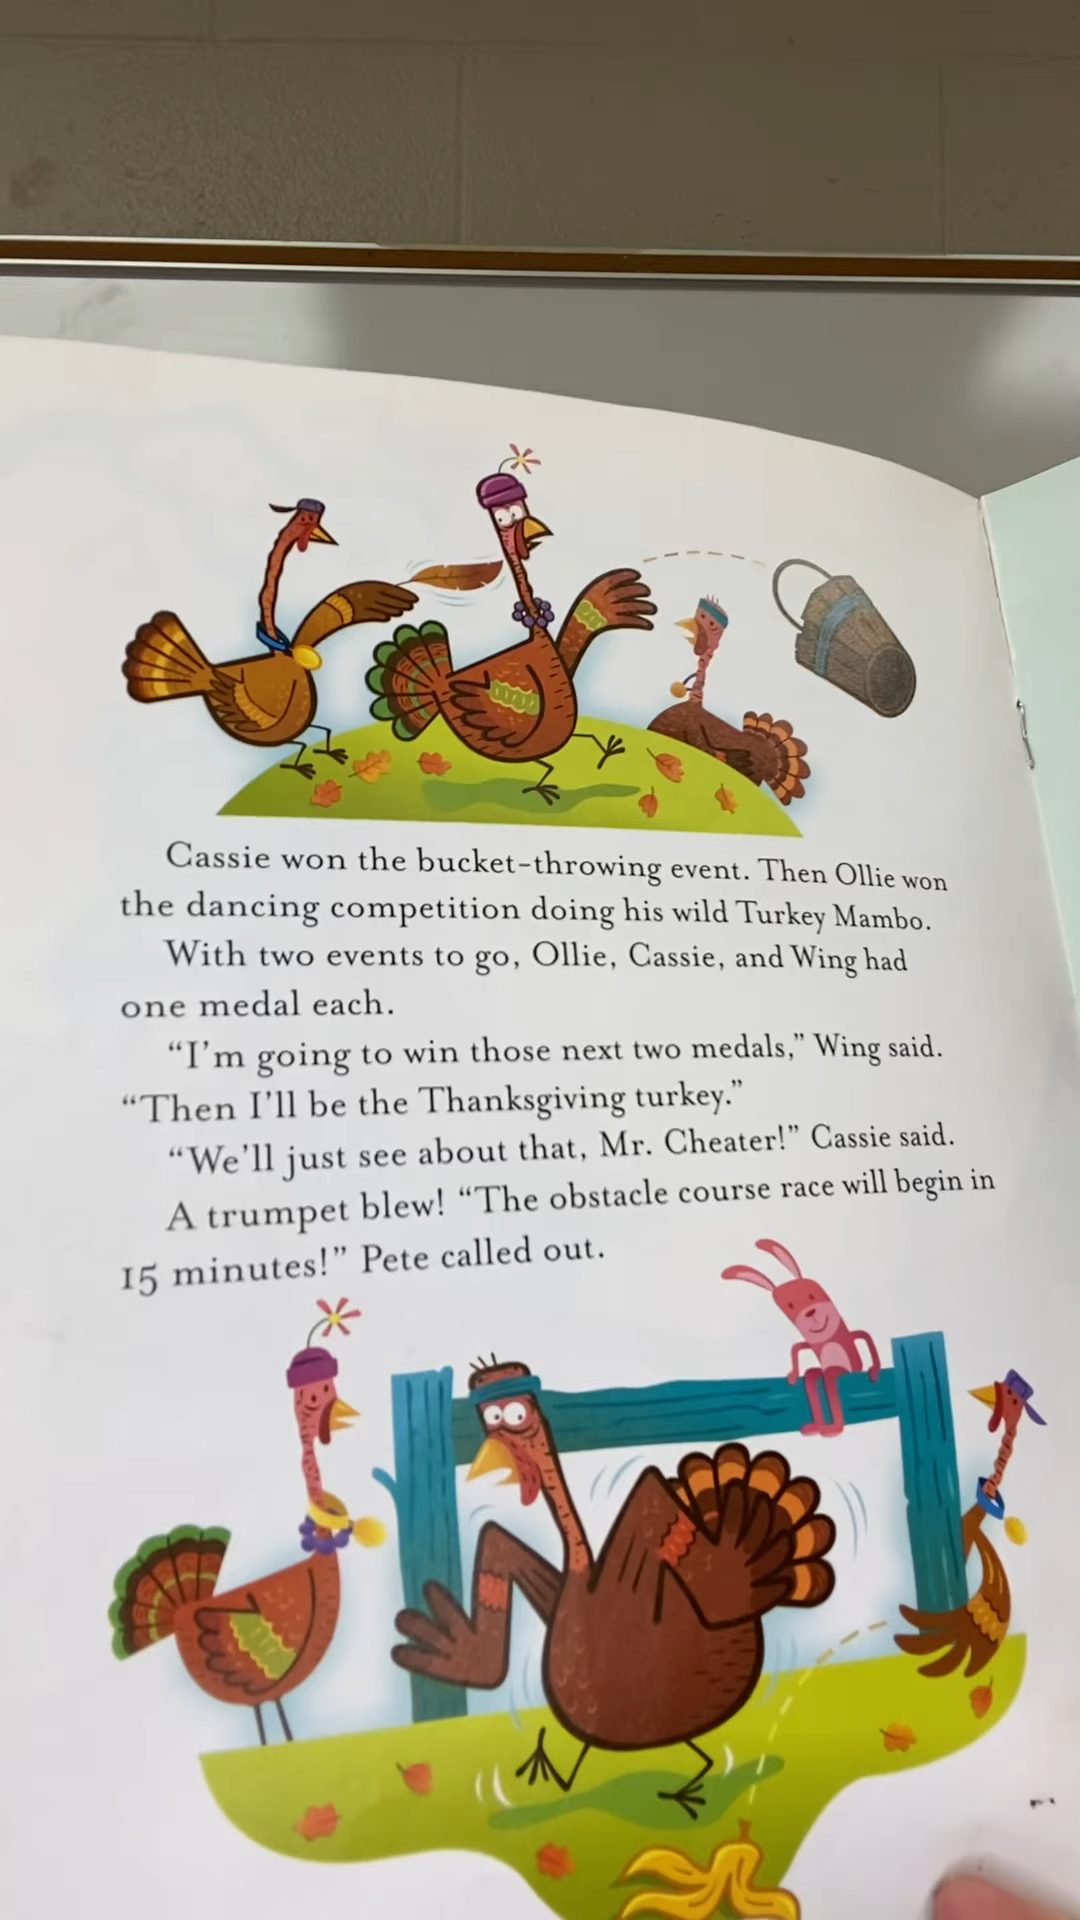 Cassie won the bucket-throwing event. Then Ollie won
the dancing competition doing his wild Turkey Mambo.
With two events to go, Ollie, Cassie, and Wing had
one medal each.
“I’m going to win those next two medals,” Wing said.
“Then I’ll be the Thanksgiving turkey.”
“We’ll just see about that, Mr. Cheater!” Cassie said.
A trumpet blew! “The obstacle course race will begin in
15 minutes!” Pete called out.